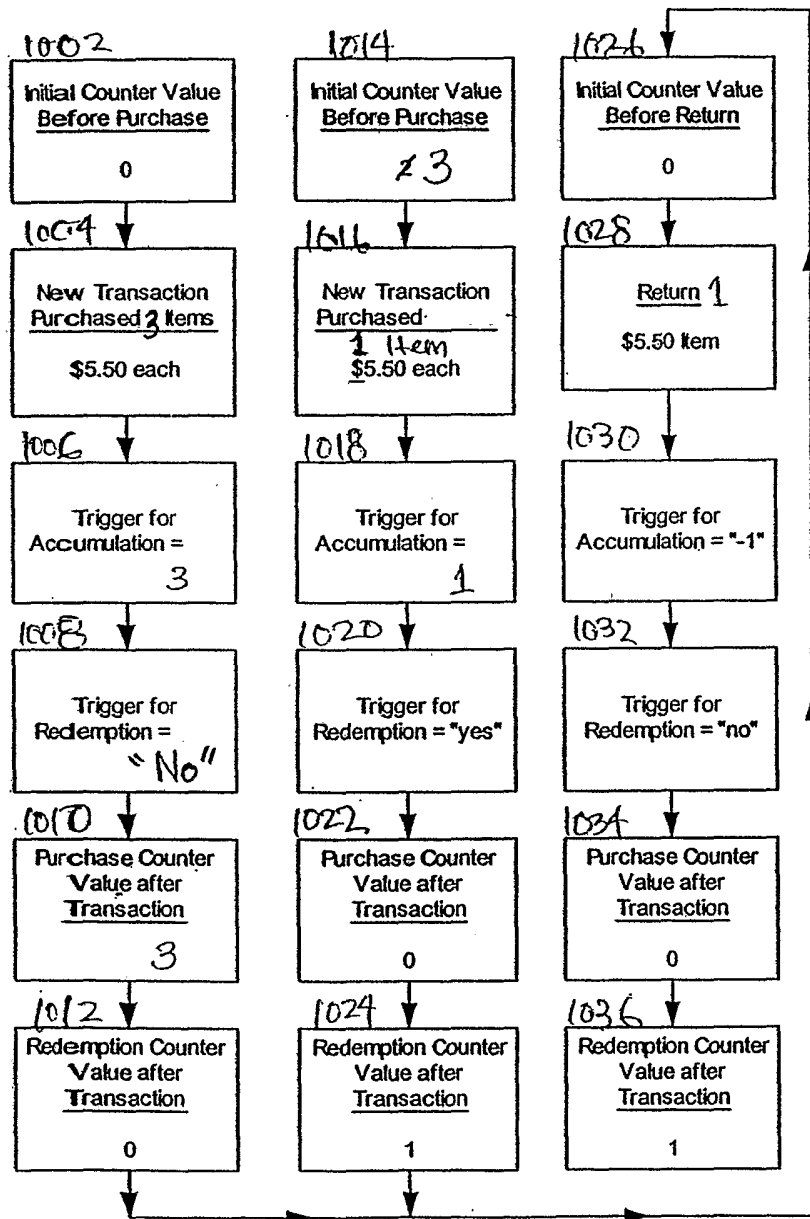 1002
Initial Counter Value
Before Purchase
0
1004
New Transaction
Purchased 3 Items
$5.50 each
1006
Trigger for
Accumulation =
3
1008
Trigger for
Redemption =
"No"
1010
Purchase Counter
Value after
Transaction
3
1012
Redemption Counter
Value after
Transaction
0
1014
Initial Counter Value
Before Purchase
3
1016
New Transaction
Purchased
1 Item
$5.50 each
1018
Trigger for
Accumulation =
1
1020
Trigger for
Redemption = "yes"
1022
Purchase Counter
Value after
Transaction
0
1024
Redemption Counter
Value after
Transaction
1
1026
Initial Counter Value
Before Return
0
1028
Return 1
$5.50 Item
1030
Trigger for
Accumulation = "-1"
1032
Trigger for
Redemption = "no"
1034
Purchase Counter
Value after
Transaction
0
1036
Redemption Counter
Value after
Transaction
1